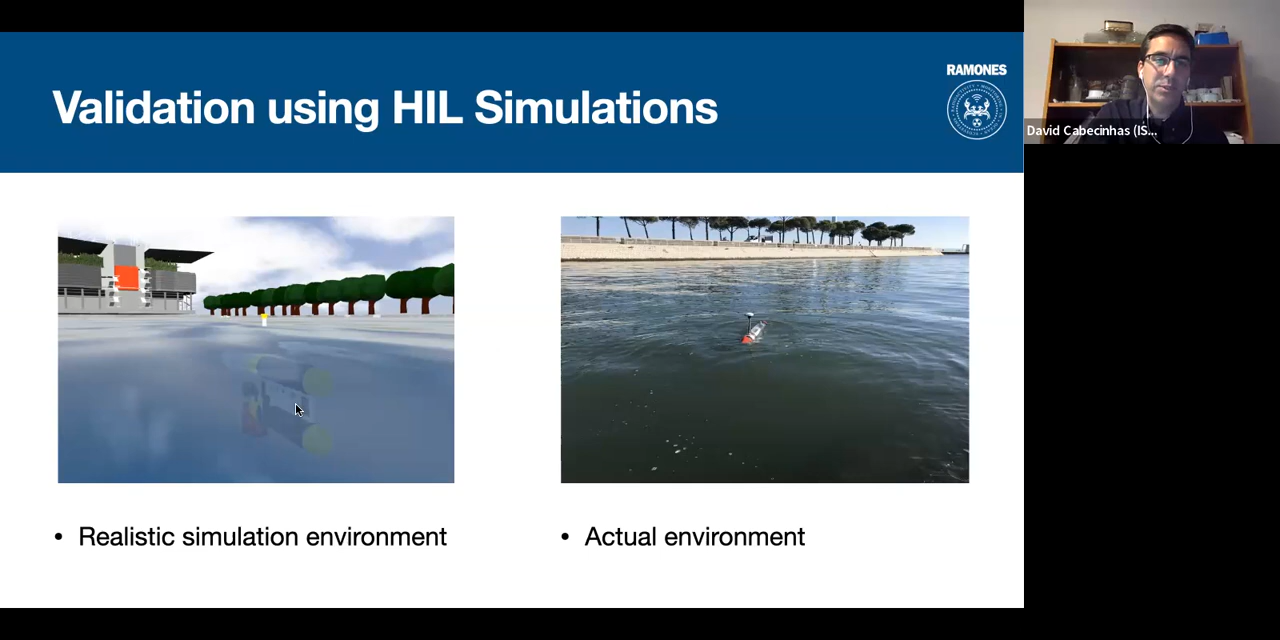 Validation using HIL Simulations
RAMONES
David Cabecinhas (IS...
• Realistic simulation environment
• Actual environment